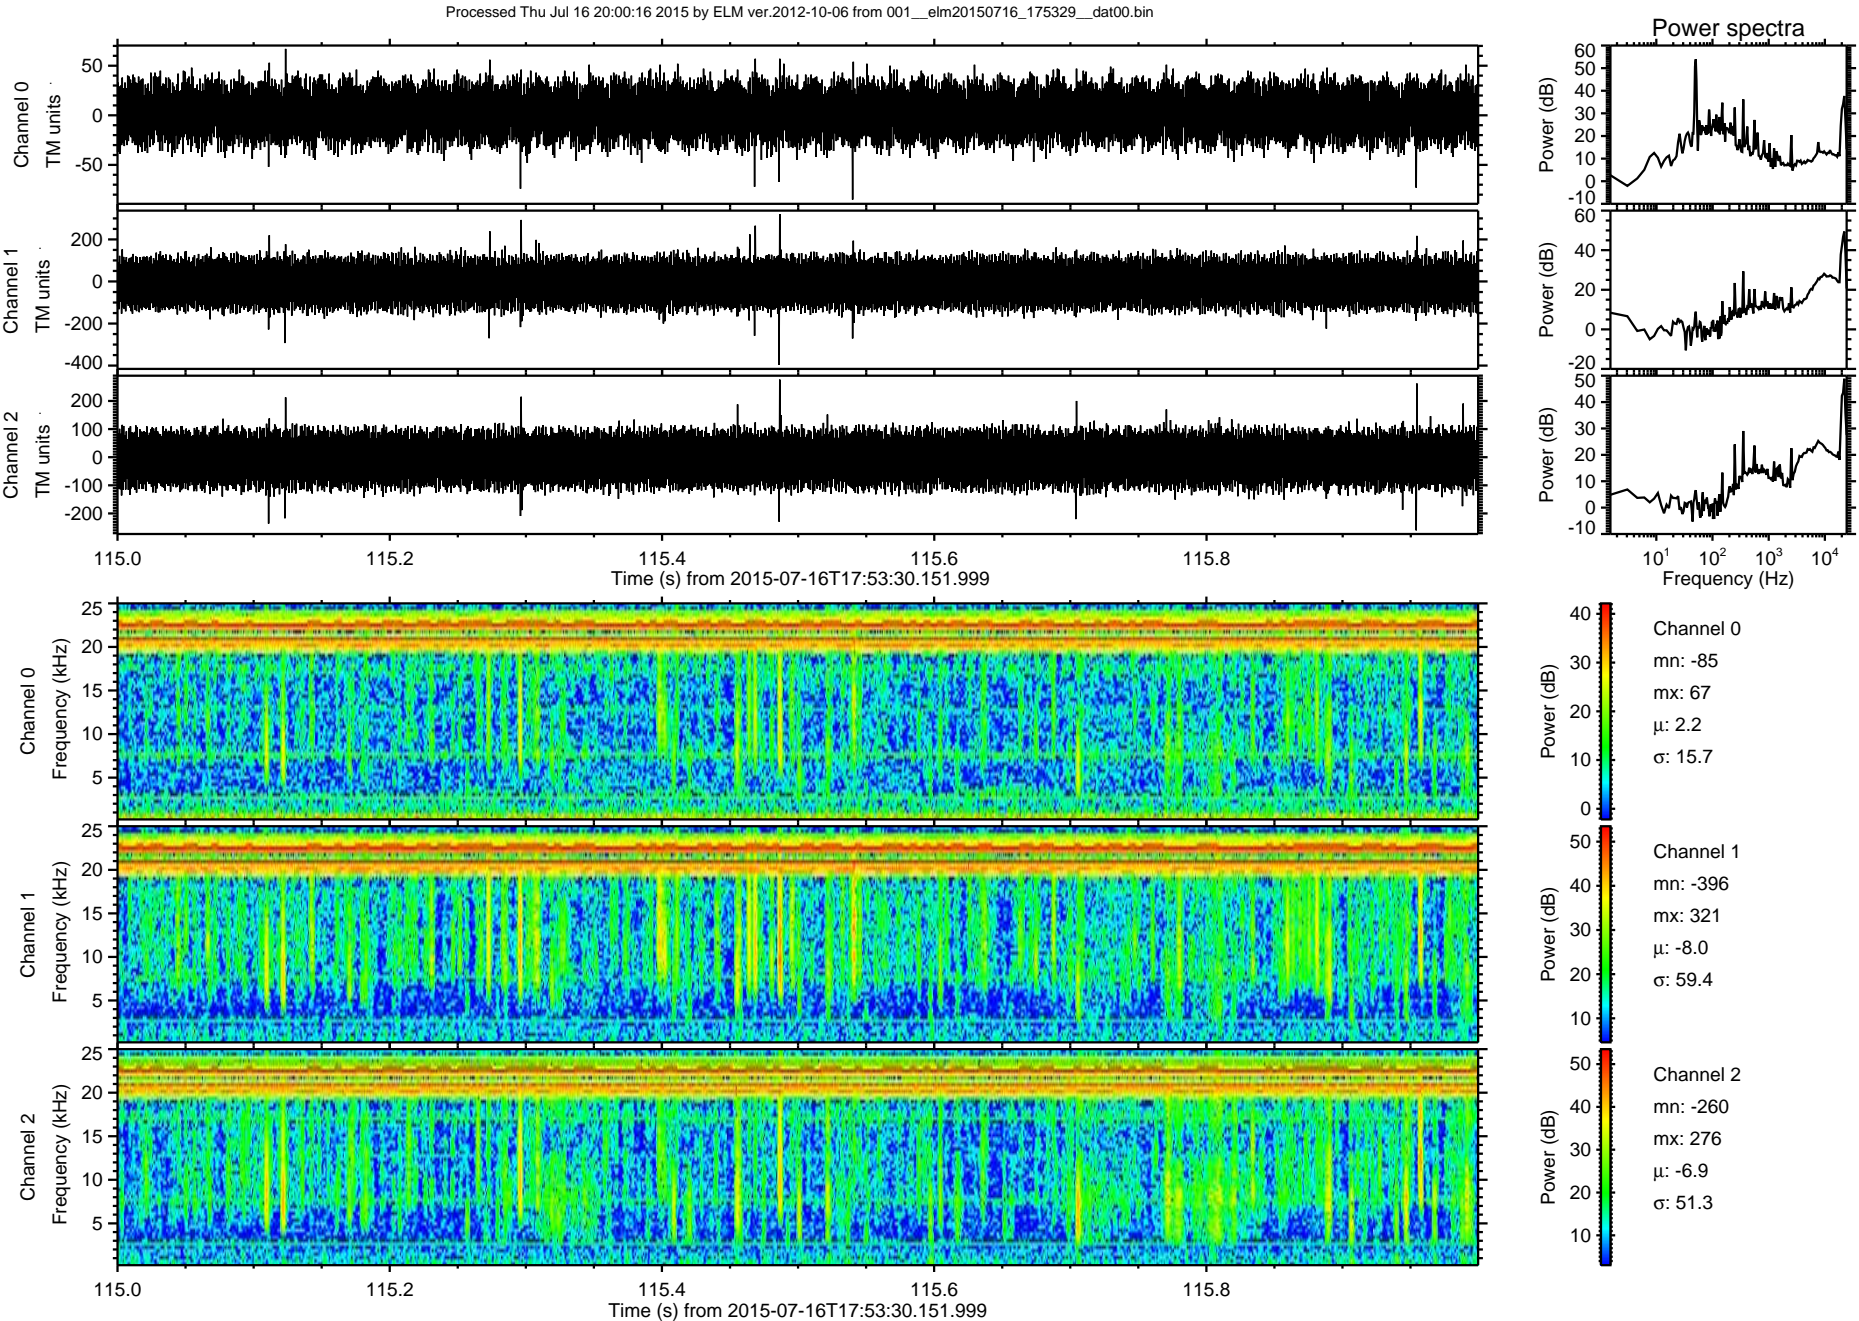 Processed Thu Jul 16 20:00:16 2015 by ELM ver.2012-10-06 from 001__elm20150716_175329__dat00.bin
Power spectra
Channel 0
TM units
50
0
-50
Power (dB)
60
50
40
30
20
10
0
-10
Channel 1
TM units
200
0
-200
-400
Power (dB)
60
40
20
0
-20
Channel 2
TM units
200
100
0
-100
-200
Power (dB)
50
40
30
20
10
0
-10
115.0 115.2 115.4 115.6 115.8
Time (s) from 2015-07-16T17:53:30.151.999
10^1 10^2 10^3 10^4
Frequency (Hz)
Channel 0
Frequency (kHz)
25
20
15
10
5
Power (dB)
40
30
20
10
0
Channel 0
mn: -85
mx: 67
μ: 2.2
σ: 15.7
Channel 1
Frequency (kHz)
25
20
15
10
5
Power (dB)
50
40
30
20
10
Channel 1
mn: -396
mx: 321
μ: -8.0
σ: 59.4
Channel 2
Frequency (kHz)
25
20
15
10
5
Power (dB)
50
40
30
20
10
Channel 2
mn: -260
mx: 276
μ: -6.9
σ: 51.3
115.0 115.2 115.4 115.6 115.8
Time (s) from 2015-07-16T17:53:30.151.999